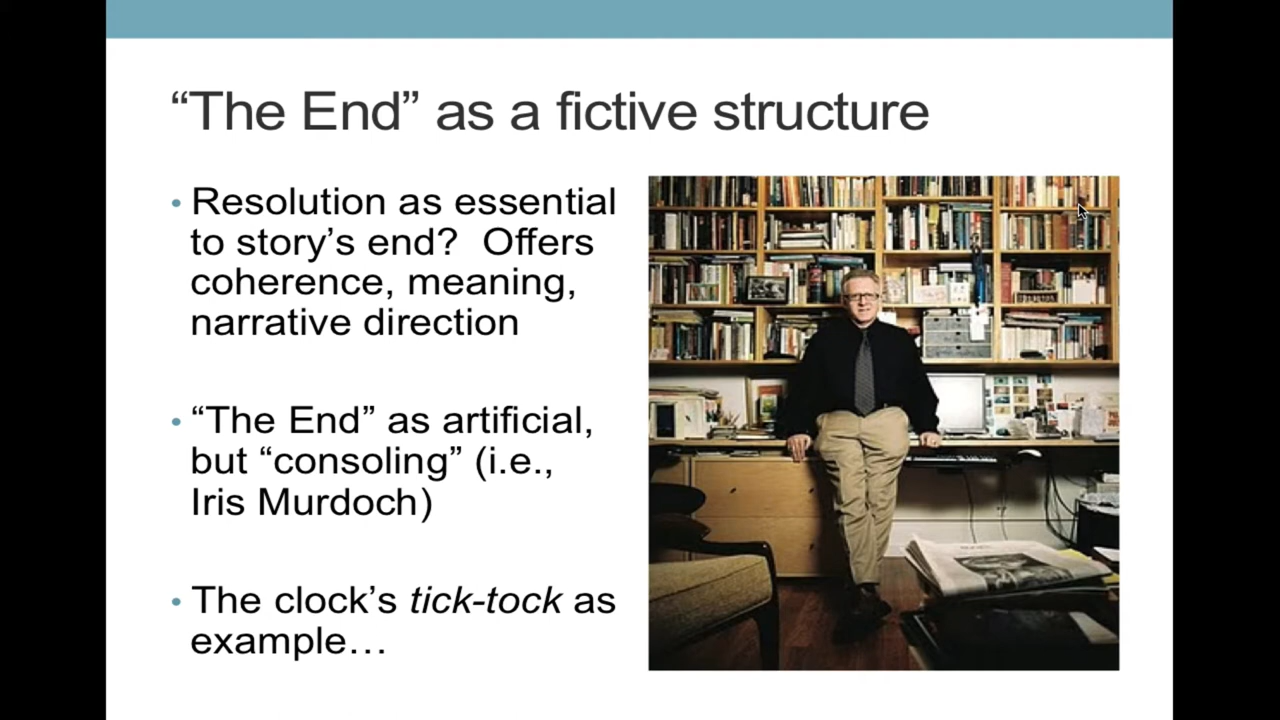 “The End” as a fictive structure
• Resolution as essential
to story’s end?  Offers
coherence, meaning,
narrative direction
• “The End” as artificial,
but “consoling” (i.e.,
Iris Murdoch)
• The clock’s tick-tock as
example…